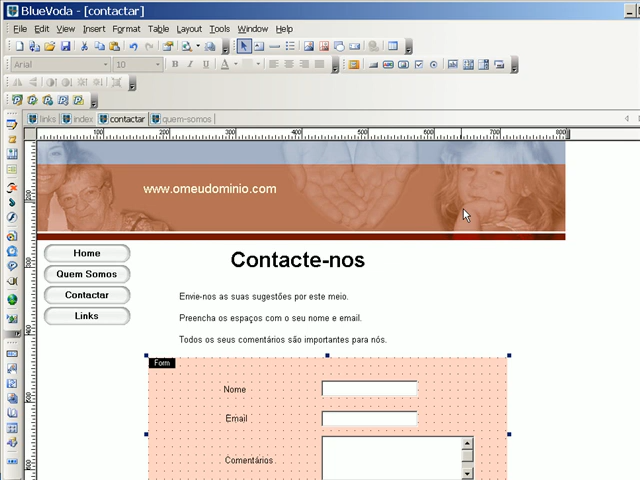 BlueVoda - [contactar]
File Edit View Insert Format Table Layout Tools Window Help
Arial 10 B I U A
links index contactar quem-somos
100 200 300 400 500 600 700 800
www.omeudominio.com
Home
Quem Somos
Contactar
Links
Contacte-nos
Envie-nos as suas sugestões por este meio.
Preencha os espaços com o seu nome e email.
Todos os seus comentários são importantes para nós.
Form
Nome
Email
Comentários